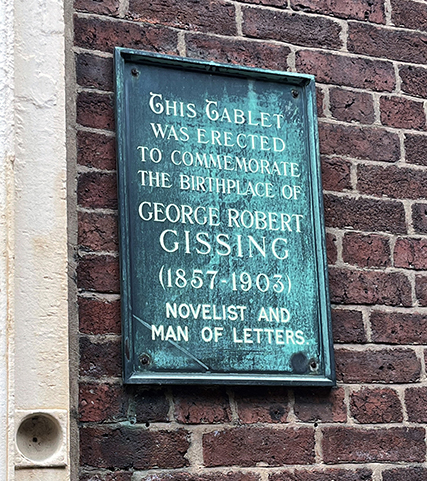 This Tablet
was erected
to commemorate
the birthplace of
GEORGE ROBERT
GISSING
(1857-1903)
NOVELIST AND
MAN OF LETTERS.